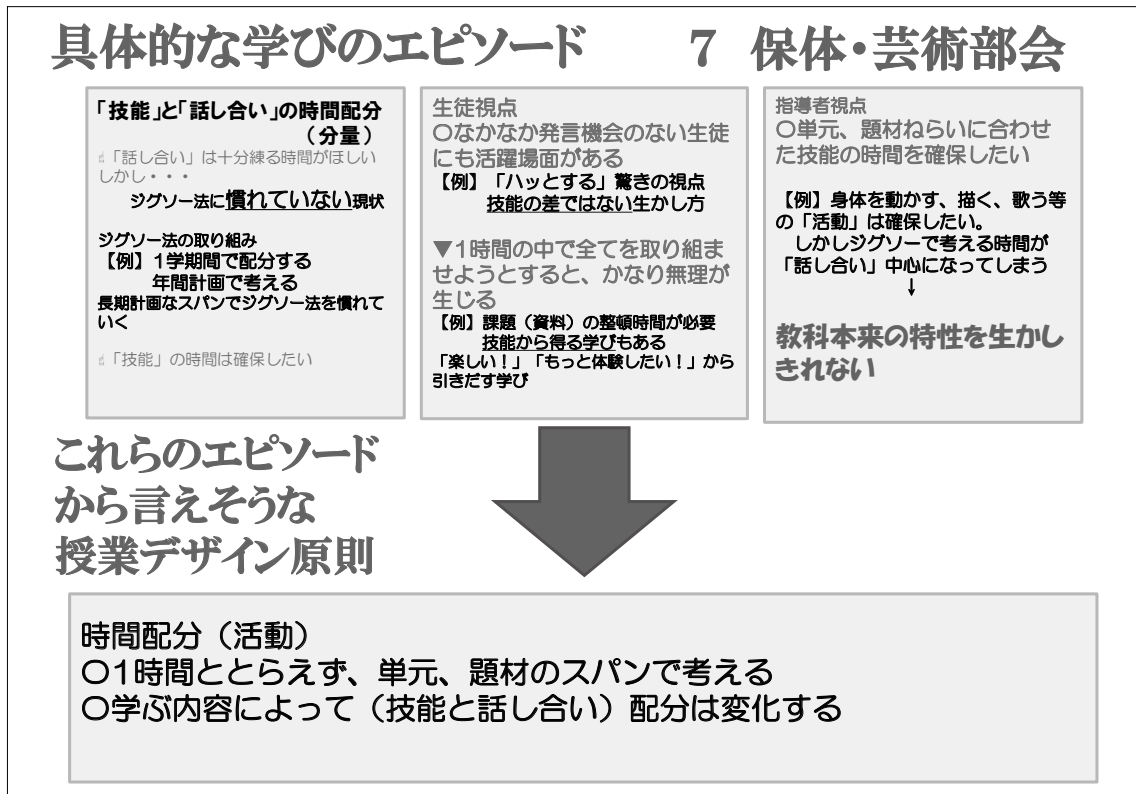 具体的な学びのエピソード　　7　保体・芸術部会
「技能」と「話し合い」の時間配分
（分量）
☝「話し合い」は十分練る時間がほしい
しかし・・・
ジグソー法に慣れていない現状
ジグソー法の取り組み
【例】1学期間で配分する
年間計画で考える
長期計画なスパンでジグソー法を慣れて
いく
☝「技能」の時間は確保したい
生徒視点
〇なかなか発言機会のない生徒
にも活躍場面がある
【例】「ハッとする」驚きの視点
技能の差ではない生かし方
▼1時間の中で全てを取り組ま
せようとすると、かなり無理が
生じる
【例】課題（資料）の整頓時間が必要
技能から得る学びもある
「楽しい！」「もっと体験したい！」から
引きだす学び
指導者視点
〇単元、題材ねらいに合わせ
た技能の時間を確保したい
【例】身体を動かす、描く、歌う等
の「活動」は確保したい。
しかしジグソーで考える時間が
「話し合い」中心になってしまう
↓
教科本来の特性を生かし
きれない
これらのエピソード
から言えそうな
授業デザイン原則
時間配分（活動）
〇1時間ととらえず、単元、題材のスパンで考える
〇学ぶ内容によって（技能と話し合い）配分は変化する